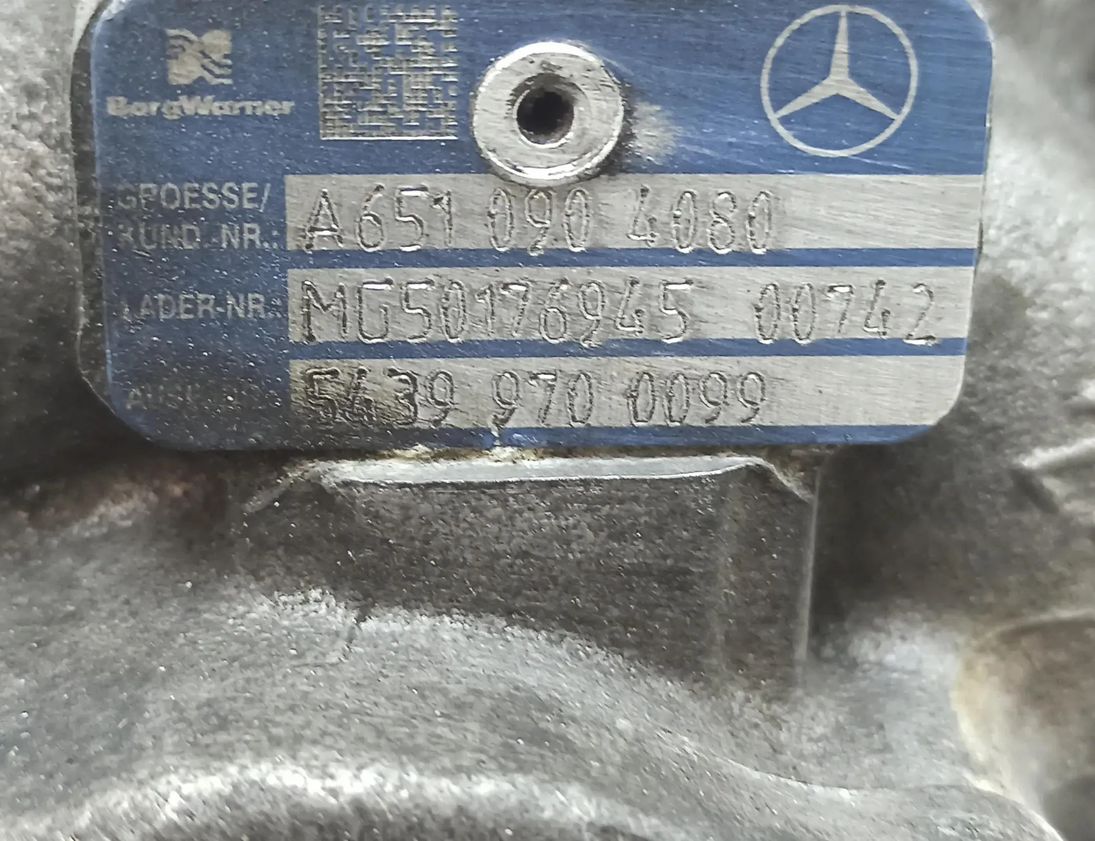 BorgWarner
GROESSE/
KUND.-NR.:
A651 090 4080
LADER-NR.:
MG50176945 00742
5439 970 0099